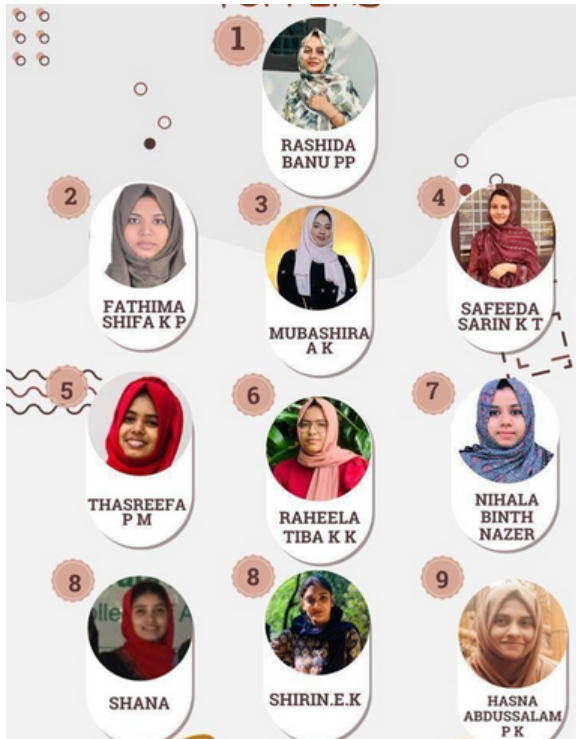 1
RASHIDA
BANU PP
2
3
4
FATHIMA
SHIFA K P
MUBASHIRA
A K
SAFEEDA
SARIN K T
5
6
7
THASREEFA
P M
RAHEELA
TIBA K K
NIHALA
BINTH
NAZER
8
8
9
SHANA
SHIRIN.E.K
HASNA
ABDUSSALAM
P K